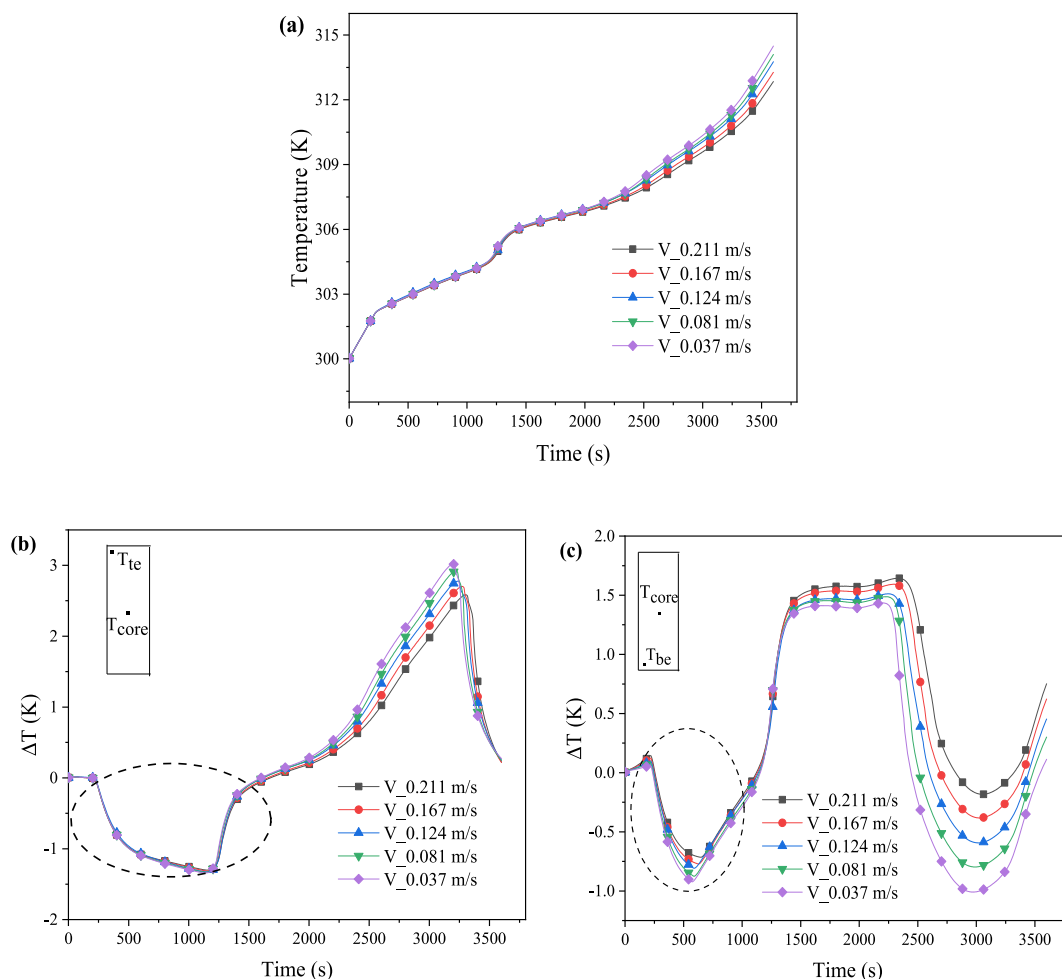 (a)
315
312
309
306
303
300
Temperature (K)
V_0.211 m/s
V_0.167 m/s
V_0.124 m/s
V_0.081 m/s
V_0.037 m/s
0 500 1000 1500 2000 2500 3000 3500
Time (s)
(b)
3
2
1
0
-1
-2
ΔT (K)
Tte
Tcore
V_0.211 m/s
V_0.167 m/s
V_0.124 m/s
V_0.081 m/s
V_0.037 m/s
0 500 1000 1500 2000 2500 3000 3500
Time (s)
(c)
2.0
1.5
1.0
0.5
0.0
-0.5
-1.0
ΔT (K)
Tcore
Tbe
V_0.211 m/s
V_0.167 m/s
V_0.124 m/s
V_0.081 m/s
V_0.037 m/s
0 500 1000 1500 2000 2500 3000 3500
Time (s)